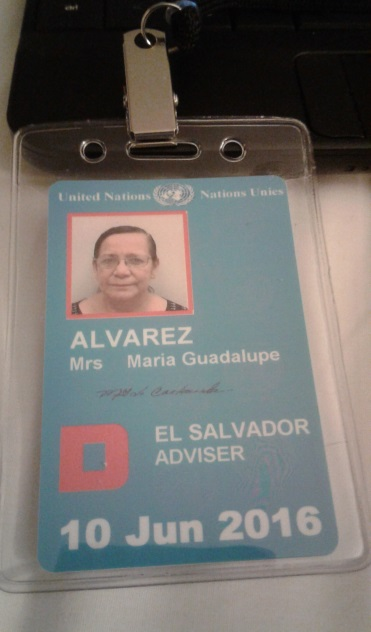 United Nations Nations Unies
ALVAREZ
Mrs Maria Guadalupe
D
EL SALVADOR
ADVISER
10 Jun 2016